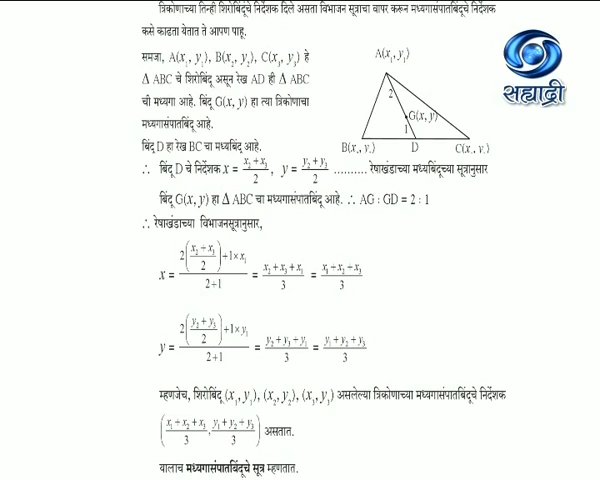 त्रिकोणाच्या तिन्ही शिरोबिंदूंचे निर्देशक दिले असता विभाजन सूत्राचा वापर करून मध्यगासंपातबिंदूचे निर्देशक
कसे काढता येतात ते आपण पाहू.
समजा, A(x₁, y₁), B(x₂, y₂), C(x₃, y₃) हे
Δ ABC चे शिरोबिंदू असून रेख AD ही Δ ABC
ची मध्यगा आहे. बिंदू G(x, y) हा त्या त्रिकोणाचा
मध्यगासंपातबिंदू आहे.
बिंदू D हा रेख BC चा मध्यबिंदू आहे.
A(x₁, y₁)
2
G(x, y)
1
B(x₂, y₂)
D
C(x₃, y₃)
सह्याद्री
∴ बिंदू D चे निर्देशक x = (x₂ + x₃)/2 , y = (y₂ + y₃)/2 .......... रेषाखंडाच्या मध्यबिंदूच्या सूत्रानुसार
बिंदू G(x, y) हा Δ ABC चा मध्यगासंपातबिंदू आहे. ∴ AG : GD = 2 : 1
∴ रेषाखंडाच्या विभाजनसूत्रानुसार,
x = (2((x₂ + x₃)/2) + 1 × x₁)/(2 + 1) = (x₂ + x₃ + x₁)/3 = (x₁ + x₂ + x₃)/3
y = (2((y₂ + y₃)/2) + 1 × y₁)/(2 + 1) = (y₂ + y₃ + y₁)/3 = (y₁ + y₂ + y₃)/3
म्हणजेच, शिरोबिंदू (x₁, y₁), (x₂, y₂), (x₃, y₃) असलेल्या त्रिकोणाच्या मध्यगासंपातबिंदूचे निर्देशक
((x₁ + x₂ + x₃)/3 , (y₁ + y₂ + y₃)/3) असतात.
यालाच मध्यगासंपातबिंदूचे सूत्र म्हणतात.